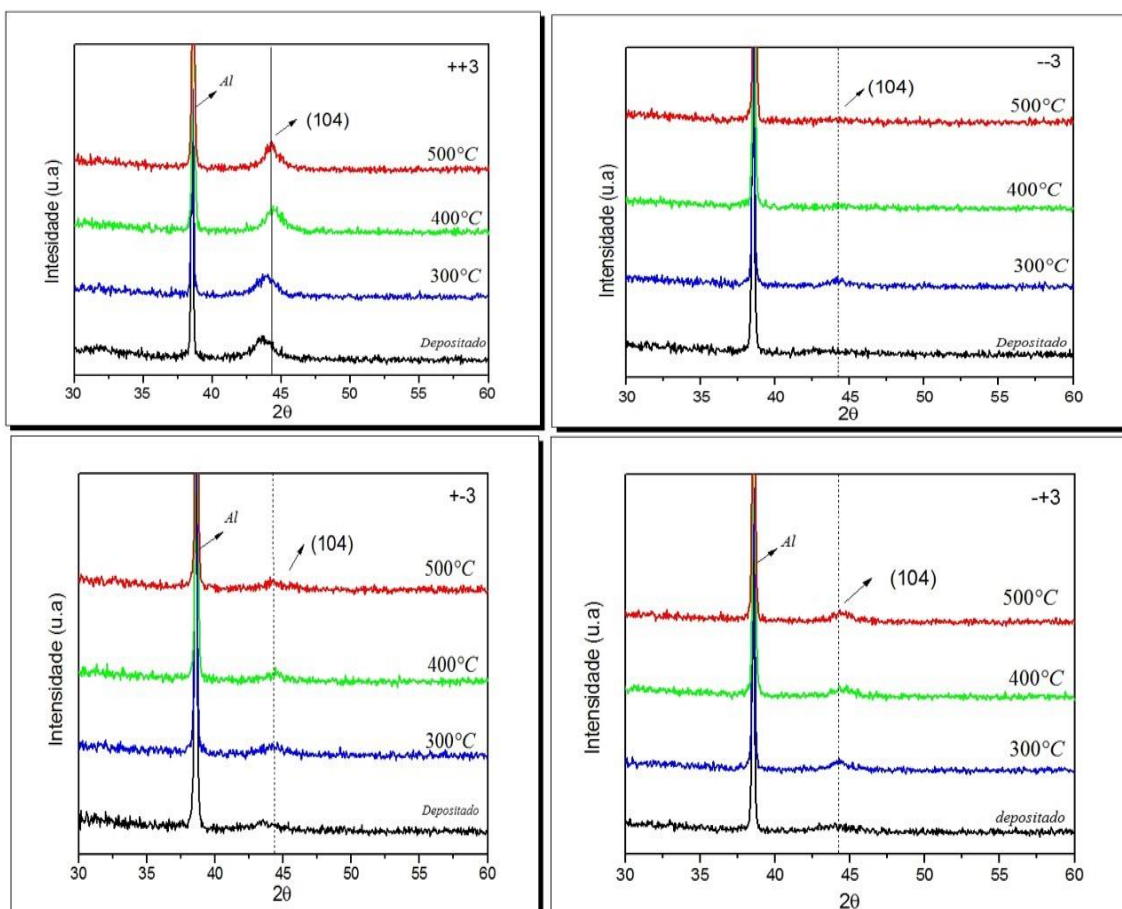 ++3
Al
(104)
500°C
400°C
300°C
Depositado
Intesidade (u.a)
30 35 40 45 50 55 60
2θ
--3
(104)
500°C
400°C
300°C
Depositado
Intensidade (u.a)
30 35 40 45 50 55 60
2θ
+-3
Al
(104)
500°C
400°C
300°C
Depositado
Intensidade (u.a)
30 35 40 45 50 55 60
2θ
-+3
Al
(104)
500°C
400°C
300°C
depositado
Intensidade (u.a)
30 35 40 45 50 55 60
2θ